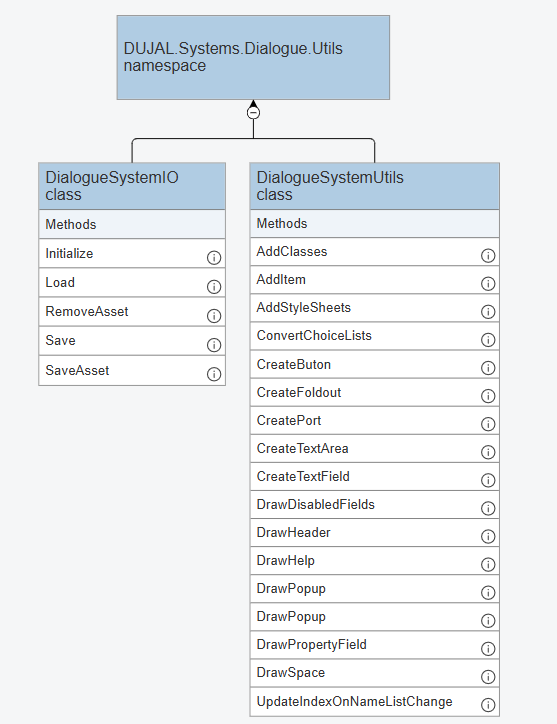 DUJAL.Systems.Dialogue.Utils
namespace
DialogueSystemIO
class
Methods
Initialize
Load
RemoveAsset
Save
SaveAsset
DialogueSystemUtils
class
Methods
AddClasses
AddItem
AddStyleSheets
ConvertChoiceLists
CreateButon
CreateFoldout
CreatePort
CreateTextArea
CreateTextField
DrawDisabledFields
DrawHeader
DrawHelp
DrawPopup
DrawPopup
DrawPropertyField
DrawSpace
UpdateIndexOnNameListChange